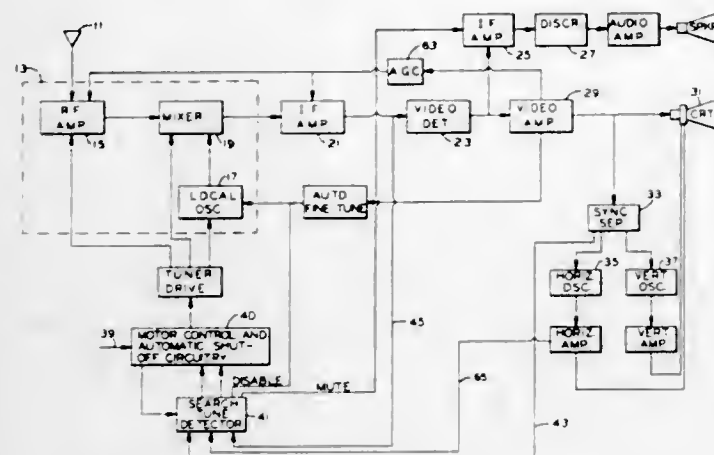 11
13
RF AMP.
15
MIXER
19
I F AMP
21
AGC
63
I.F AMP
25
DISCR.
27
AUDIO AMP.
SPKR
VIDEO DET.
23
VIDEO AMP
29
31
CRT
17
LOCAL OSC
AUTO FINE TUNE
SYNC SEP.
33
TUNER DRIVE
HORIZ OSC.
35
VERT OSC.
37
39
40
MOTOR CONTROL AND
AUTOMATIC SHUT-
OFF CIRCUITRY
45
HORIZ AMP
VERT AMP
DISABLE
MUTE
65
SEARCH
TUNE
DETECTOR
41
43